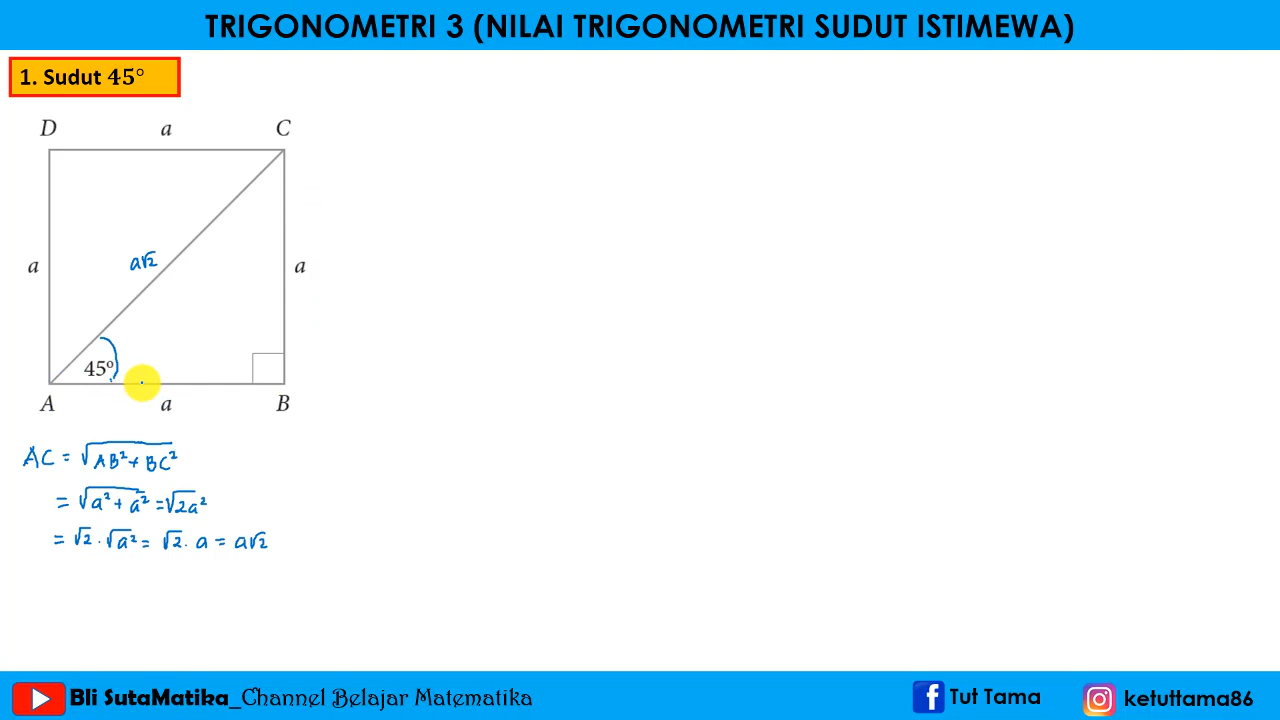 TRIGONOMETRI 3 (NILAI TRIGONOMETRI SUDUT ISTIMEWA)
1. Sudut 45°
D a C
a√2
a a
45°
A a B
AC = √AB² + BC²
= √a² + a² = √2a²
= √2 . √a² = √2 . a = a√2
Bli SutaMatika_Channel Belajar Matematika
Tut Tama
ketuttama86